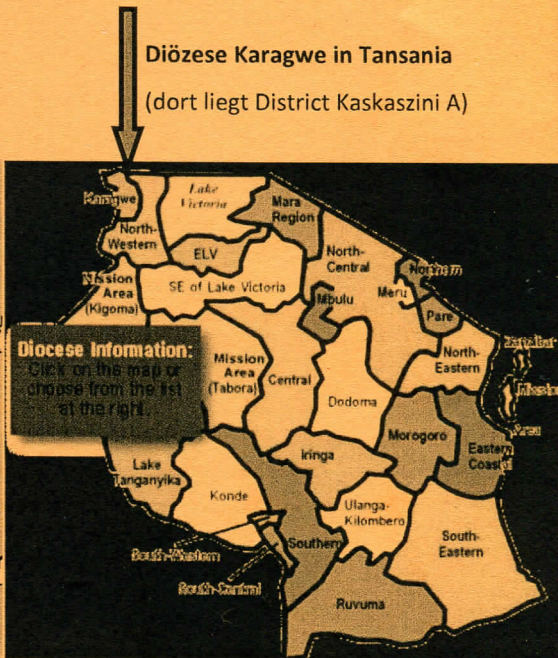 Diözese Karagwe in Tansania
(dort liegt District Kaskaszini A)
Karagwe
Lake
Victoria
Mara
Region
North-
Western
ELV
North-
Central
Northern
Mission
Area
(Kigoma)
SE of Lake Victoria
Meru
Mbulu
Pare
Diocese Information:
Click on the map or
choose from the list
at the right.
Mission
Area
(Tabora)
Central
Dodoma
North-
Eastern
Zanzibar
Mission
Area
Morogoro
Eastern
Coastal
Iringa
Lake
Tanganyika
Konde
Ulanga-
Kilombero
South-Western
Southern
South-
Eastern
South-Central
Ruvuma